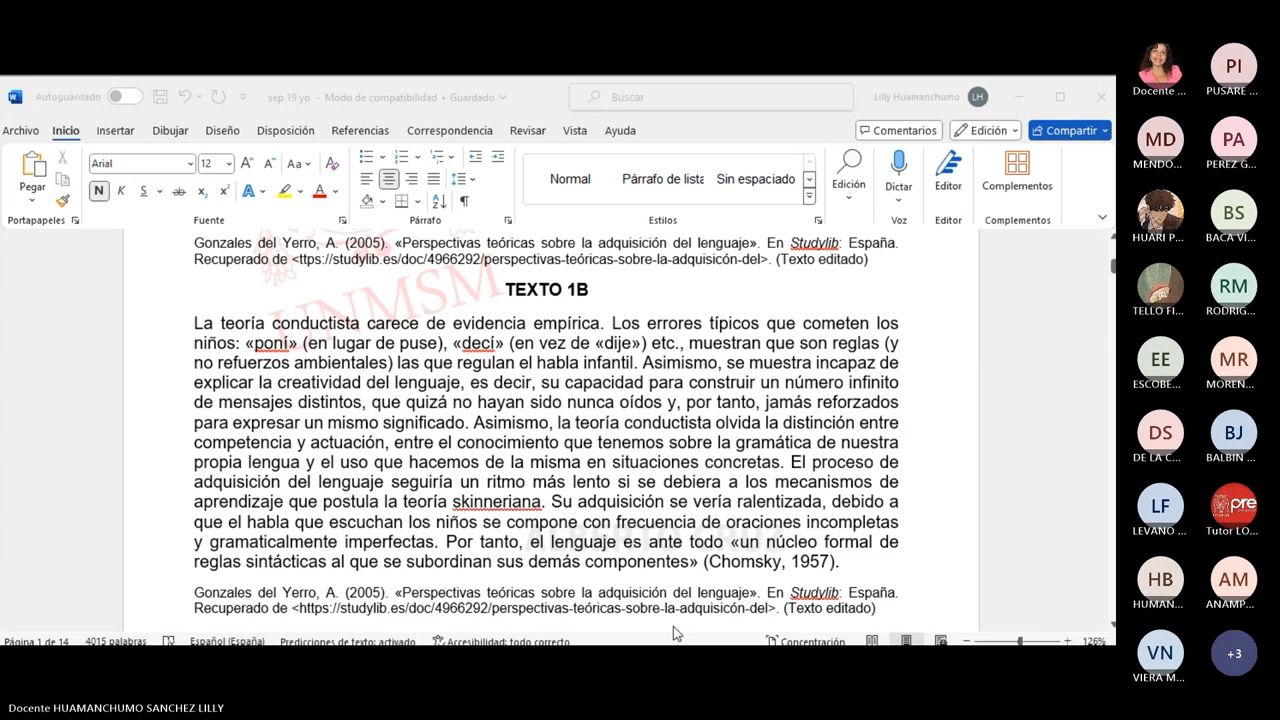 Autoguardado
sep 19 yo - Modo de compatibilidad • Guardado
Buscar
Lilly Huamanchumo
LH
Archivo Inicio Insertar Dibujar Diseño Disposición Referencias Correspondencia Revisar Vista Ayuda
Comentarios
Edición
Compartir
Pegar
Arial
12
Normal
Párrafo de lista
Sin espaciado
Edición
Dictar
Editor
Complementos
Portapapeles
Fuente
Párrafo
Estilos
Voz
Editor
Complementos
Gonzales del Yerro, A. (2005). «Perspectivas teóricas sobre la adquisición del lenguaje». En Studylib: España.
Recuperado de <ttps://studylib.es/doc/4966292/perspectivas-teóricas-sobre-la-adquisicón-del>. (Texto editado)
UNMSM
TEXTO 1B
La teoría conductista carece de evidencia empírica. Los errores típicos que cometen los
niños: «poní» (en lugar de puse), «decí» (en vez de «dije») etc., muestran que son reglas (y
no refuerzos ambientales) las que regulan el habla infantil. Asimismo, se muestra incapaz de
explicar la creatividad del lenguaje, es decir, su capacidad para construir un número infinito
de mensajes distintos, que quizá no hayan sido nunca oídos y, por tanto, jamás reforzados
para expresar un mismo significado. Asimismo, la teoría conductista olvida la distinción entre
competencia y actuación, entre el conocimiento que tenemos sobre la gramática de nuestra
propia lengua y el uso que hacemos de la misma en situaciones concretas. El proceso de
adquisición del lenguaje seguiría un ritmo más lento si se debiera a los mecanismos de
aprendizaje que postula la teoría skinneriana. Su adquisición se vería ralentizada, debido a
que el habla que escuchan los niños se compone con frecuencia de oraciones incompletas
y gramaticalmente imperfectas. Por tanto, el lenguaje es ante todo «un núcleo formal de
reglas sintácticas al que se subordinan sus demás componentes» (Chomsky, 1957).
Gonzales del Yerro, A. (2005). «Perspectivas teóricas sobre la adquisición del lenguaje». En Studylib: España.
Recuperado de <https://studylib.es/doc/4966292/perspectivas-teóricas-sobre-la-adquisicón-del>. (Texto editado)
Página 1 de 14
4015 palabras
Español (España)
Predicciones de texto: activado
Accesibilidad: todo correcto
Concentración
126%
Docente HUAMANCHUMO SANCHEZ LILLY
Docente ...
PI
PUSARE ...
MD
MENDO...
PA
PEREZ G...
HUARI P...
BS
BACA VI...
TELLO FI...
RM
RODRIG...
EE
ESCOBE...
MR
MOREN...
DS
DE LA C...
BJ
BALBIN ...
LF
LEVANO ...
pre
Tutor LO...
HB
HUMAN...
AM
ANAMP...
VN
VIERA M...
+3